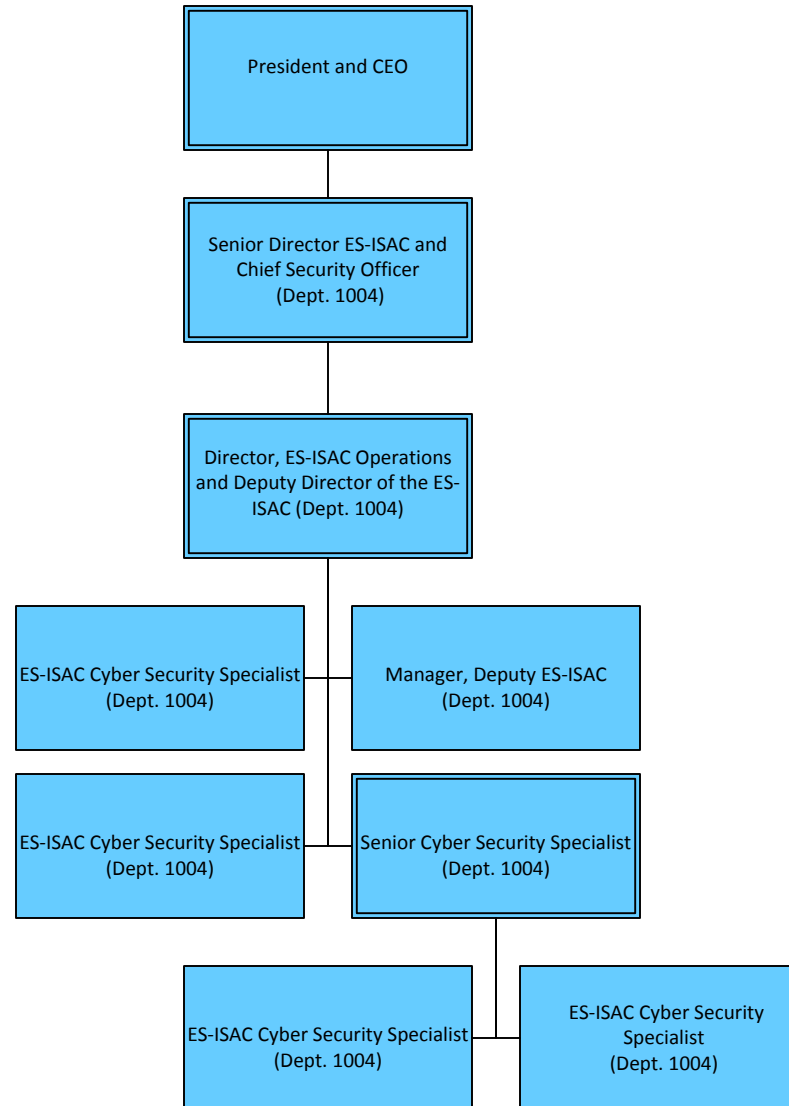 President and CEO
Senior Director ES-ISAC and
Chief Security Officer
(Dept. 1004)
Director, ES-ISAC Operations
and Deputy Director of the ES-
ISAC (Dept. 1004)
ES-ISAC Cyber Security Specialist
(Dept. 1004)
Manager, Deputy ES-ISAC
(Dept. 1004)
ES-ISAC Cyber Security Specialist
(Dept. 1004)
Senior Cyber Security Specialist
(Dept. 1004)
ES-ISAC Cyber Security Specialist
(Dept. 1004)
ES-ISAC Cyber Security
Specialist
(Dept. 1004)